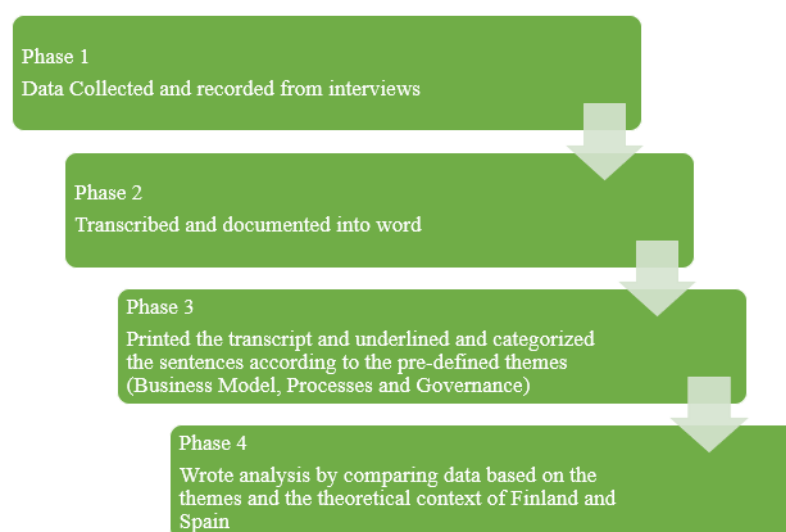 Phase 1
Data Collected and recorded from interviews
Phase 2
Transcribed and documented into word
Phase 3
Printed the transcript and underlined and categorized
the sentences according to the pre-defined themes
(Business Model, Processes and Governance)
Phase 4
Wrote analysis by comparing data based on the
themes and the theoretical context of Finland and
Spain